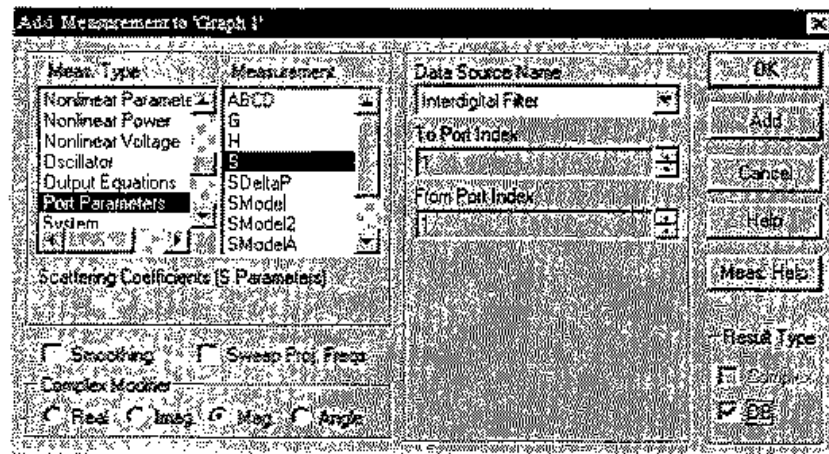 Add Measurement to 'Graph 1'
Meas. Type
Nonlinear Paramete
Nonlinear Power
Nonlinear Voltage
Oscillator
Output Equations
Port Parameters
System
Measurement
ABCD
G
H
S
SDeltaP
SModel
SModel2
SModelA
Scattering Coefficients (S Parameters)
Smoothing
Sweep Proj. Freqs
Complex Modifier
Real
Imag
Mag
Angle
Data Source Name
Interdigital Filter
To Port Index
1
From Port Index
1
OK
Add
Cancel
Help
Meas. Help
Result Type
Complex
DB